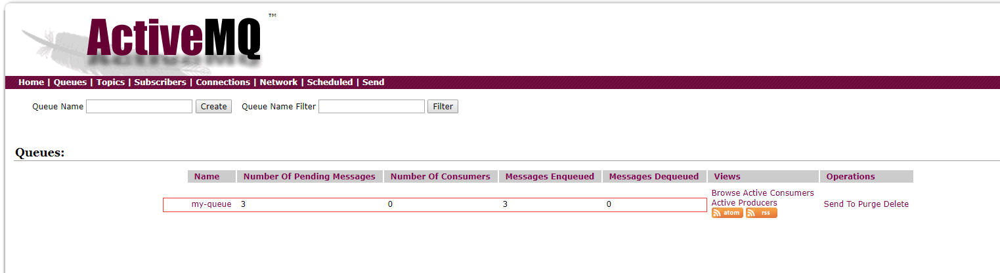 ActiveMQ ™
Home | Queues | Topics | Subscribers | Connections | Network | Scheduled | Send
Queue Name Create Queue Name Filter Filter
Queues:
Name Number Of Pending Messages Number Of Consumers Messages Enqueued Messages Dequeued Views Operations
my-queue 3 0 3 0 Browse Active Consumers
Active Producers
atom rss
Send To Purge Delete